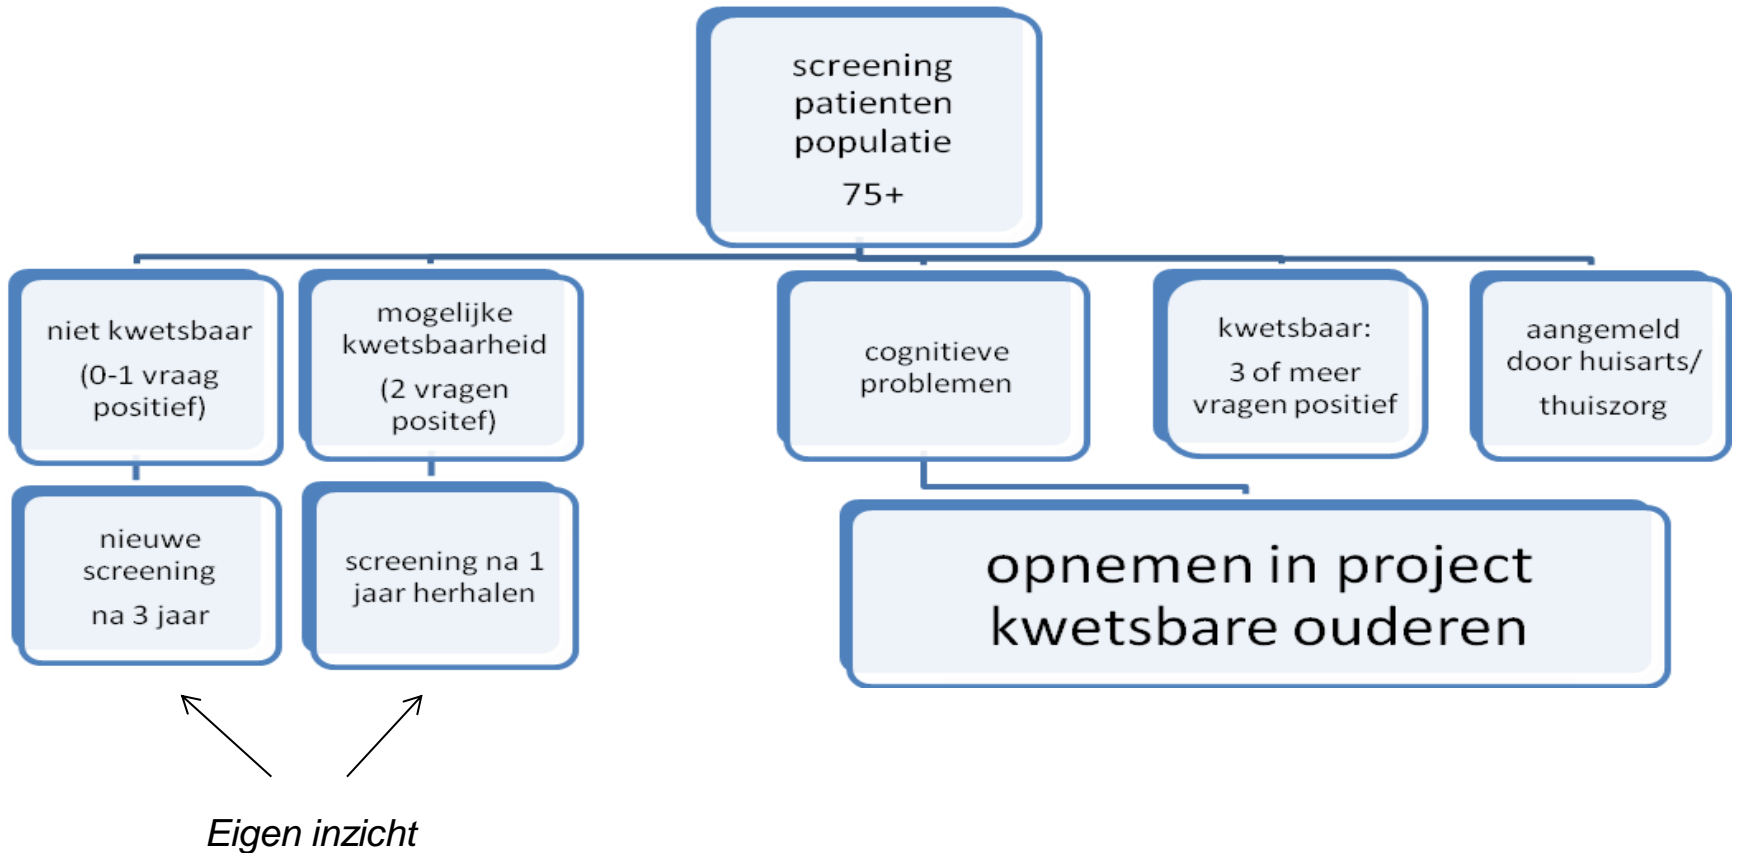 screening
patienten
populatie
75+
niet kwetsbaar
(0-1 vraag
positief)
mogelijke
kwetsbaarheid
(2 vragen
positef)
cognitieve
problemen
kwetsbaar:
3 of meer
vragen positief
aangemeld
door huisarts/
thuiszorg
nieuwe
screening
na 3 jaar
screening na 1
jaar herhalen
opnemen in project
kwetsbare ouderen
Eigen inzicht